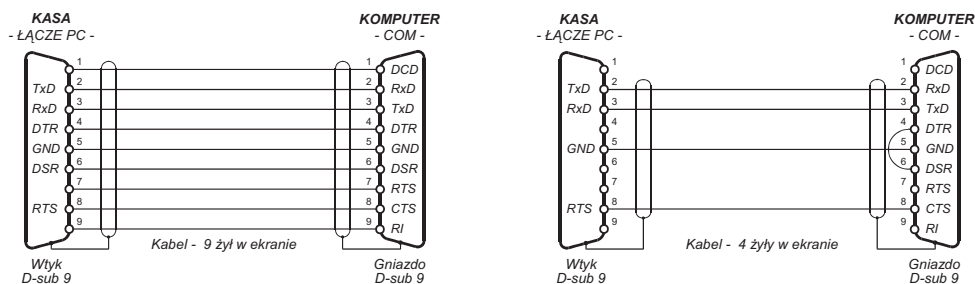 KASA
- ŁĄCZE PC -
KOMPUTER
- COM -
1
1
DCD
TxD
2
2
RxD
RxD
3
3
TxD
DTR
4
4
DTR
GND
5
5
GND
DSR
6
6
DSR
7
7
RTS
RTS
8
8
CTS
9
9
RI
Kabel - 9 żył w ekranie
Wtyk
D-sub 9
Gniazdo
D-sub 9
KASA
- ŁĄCZE PC -
KOMPUTER
- COM -
1
1
DCD
TxD
2
2
RxD
RxD
3
3
TxD
4
4
DTR
GND
5
5
GND
6
6
DSR
7
7
RTS
RTS
8
8
CTS
9
9
RI
Kabel - 4 żyły w ekranie
Wtyk
D-sub 9
Gniazdo
D-sub 9